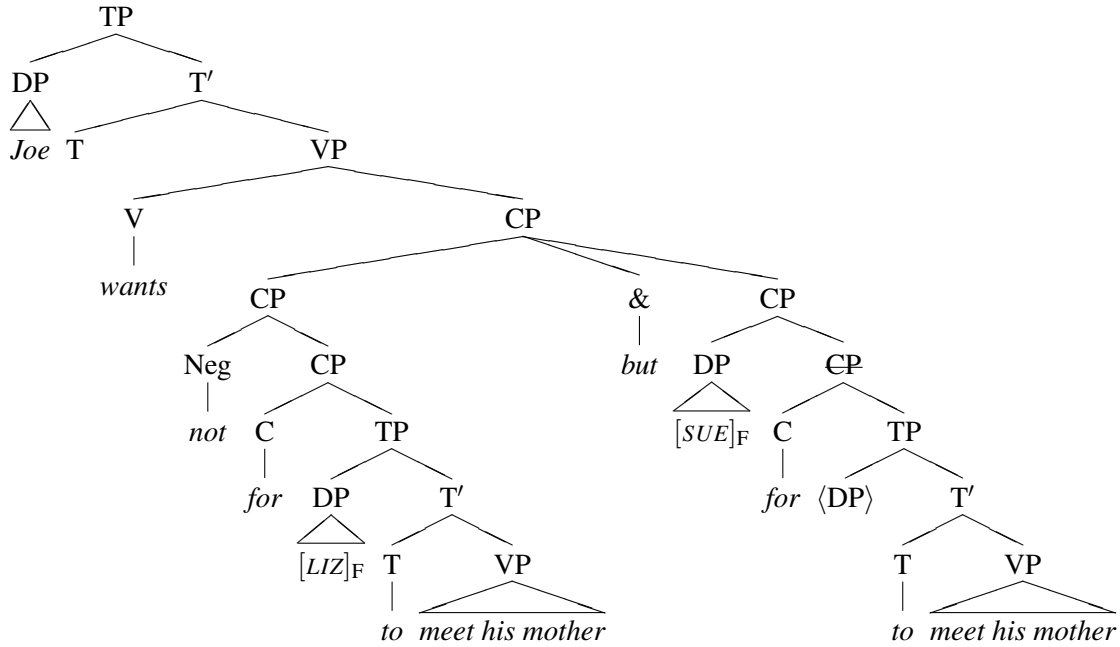 TP
DP T′
Joe T VP
V CP
wants CP & CP
Neg CP but DP CP
not C TP [SUE]F C TP
for DP T′ for ⟨DP⟩ T′
[LIZ]F T VP T VP
to meet his mother to meet his mother